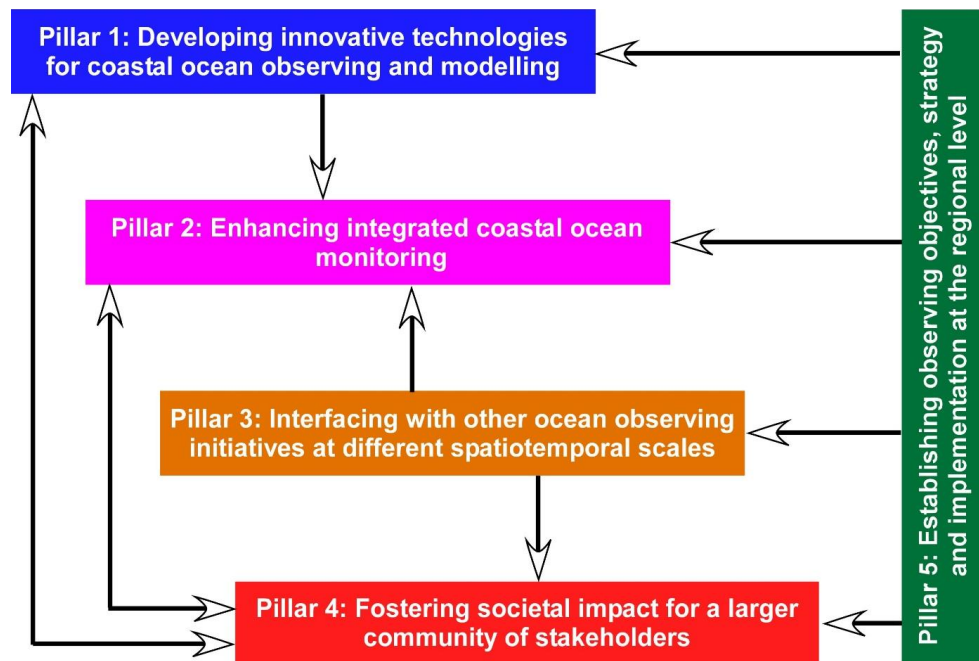 Pillar 1: Developing innovative technologies
for coastal ocean observing and modelling
Pillar 2: Enhancing integrated coastal ocean
monitoring
Pillar 3: Interfacing with other ocean observing
initiatives at different spatiotemporal scales
Pillar 4: Fostering societal impact for a larger
community of stakeholders
Pillar 5: Establishing observing objectives, strategy
and implementation at the regional level